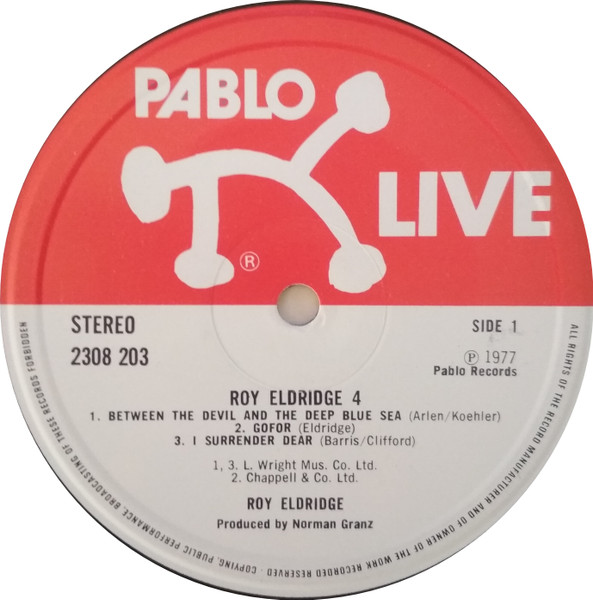 PABLO
LIVE
®
STEREO
2308 203
SIDE 1
℗ 1977
Pablo Records
ROY ELDRIDGE 4
1. BETWEEN THE DEVIL AND THE DEEP BLUE SEA (Arlen/Koehler)
2. GOFOR (Eldridge)
3. I SURRENDER DEAR (Barris/Clifford)
1, 3. L. Wright Mus. Co. Ltd.
2. Chappell & Co. Ltd.
ROY ELDRIDGE
Produced by Norman Granz
ALL RIGHTS OF THE RECORD MANUFACTURER AND OF OWNER OF THE WORK RECORDED RESERVED · COPYING, PUBLIC PERFORMANCE, BROADCASTING OF THESE RECORDS FORBIDDEN